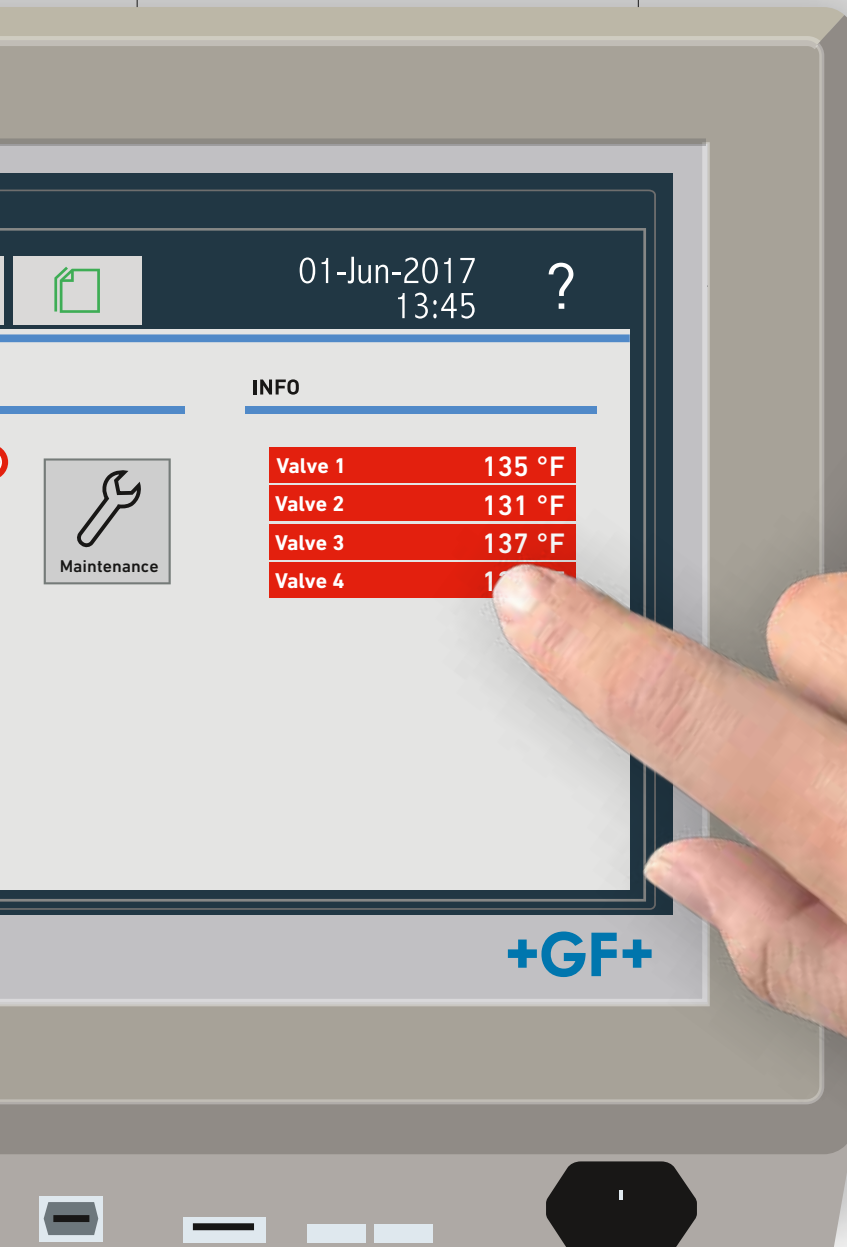 01-Jun-2017
13:45
?
INFO
Valve 1 135 °F
Valve 2 131 °F
Valve 3 137 °F
Valve 4
Maintenance
+GF+